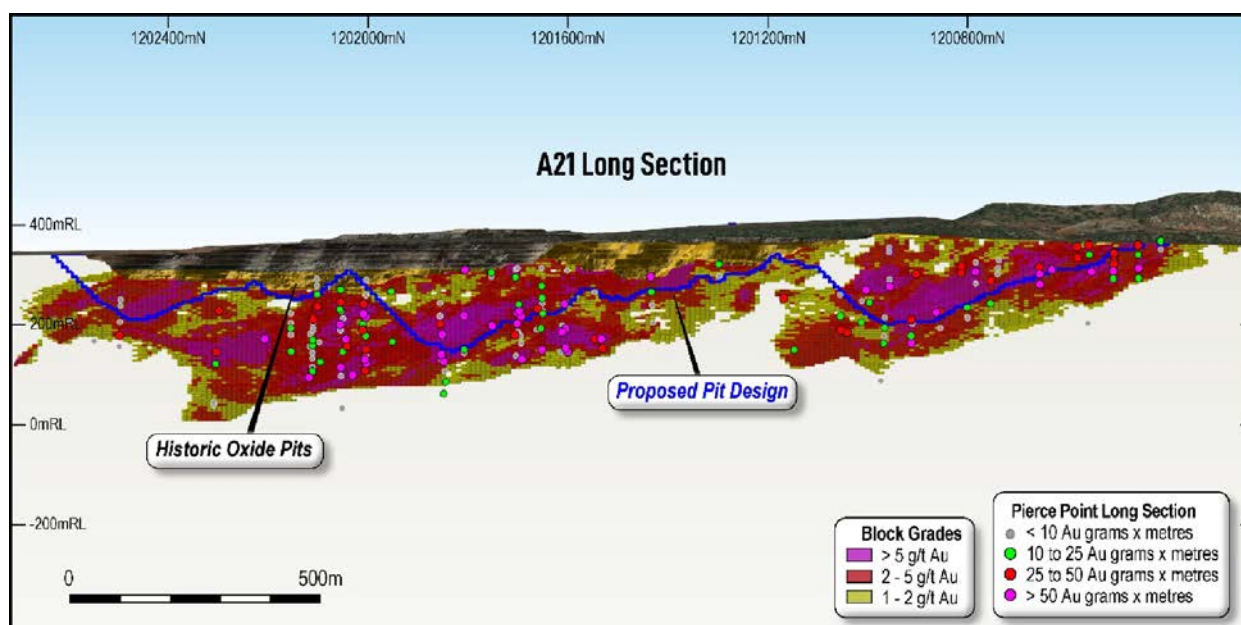 1202400mN 1202000mN 1201600mN 1201200mN 1200800mN
A21 Long Section
400mRL
200mRL
0mRL
-200mRL
Proposed Pit Design
Historic Oxide Pits
0 500m
Block Grades
> 5 g/t Au
2 - 5 g/t Au
1 - 2 g/t Au
Pierce Point Long Section
< 10 Au grams x metres
10 to 25 Au grams x metres
25 to 50 Au grams x metres
> 50 Au grams x metres